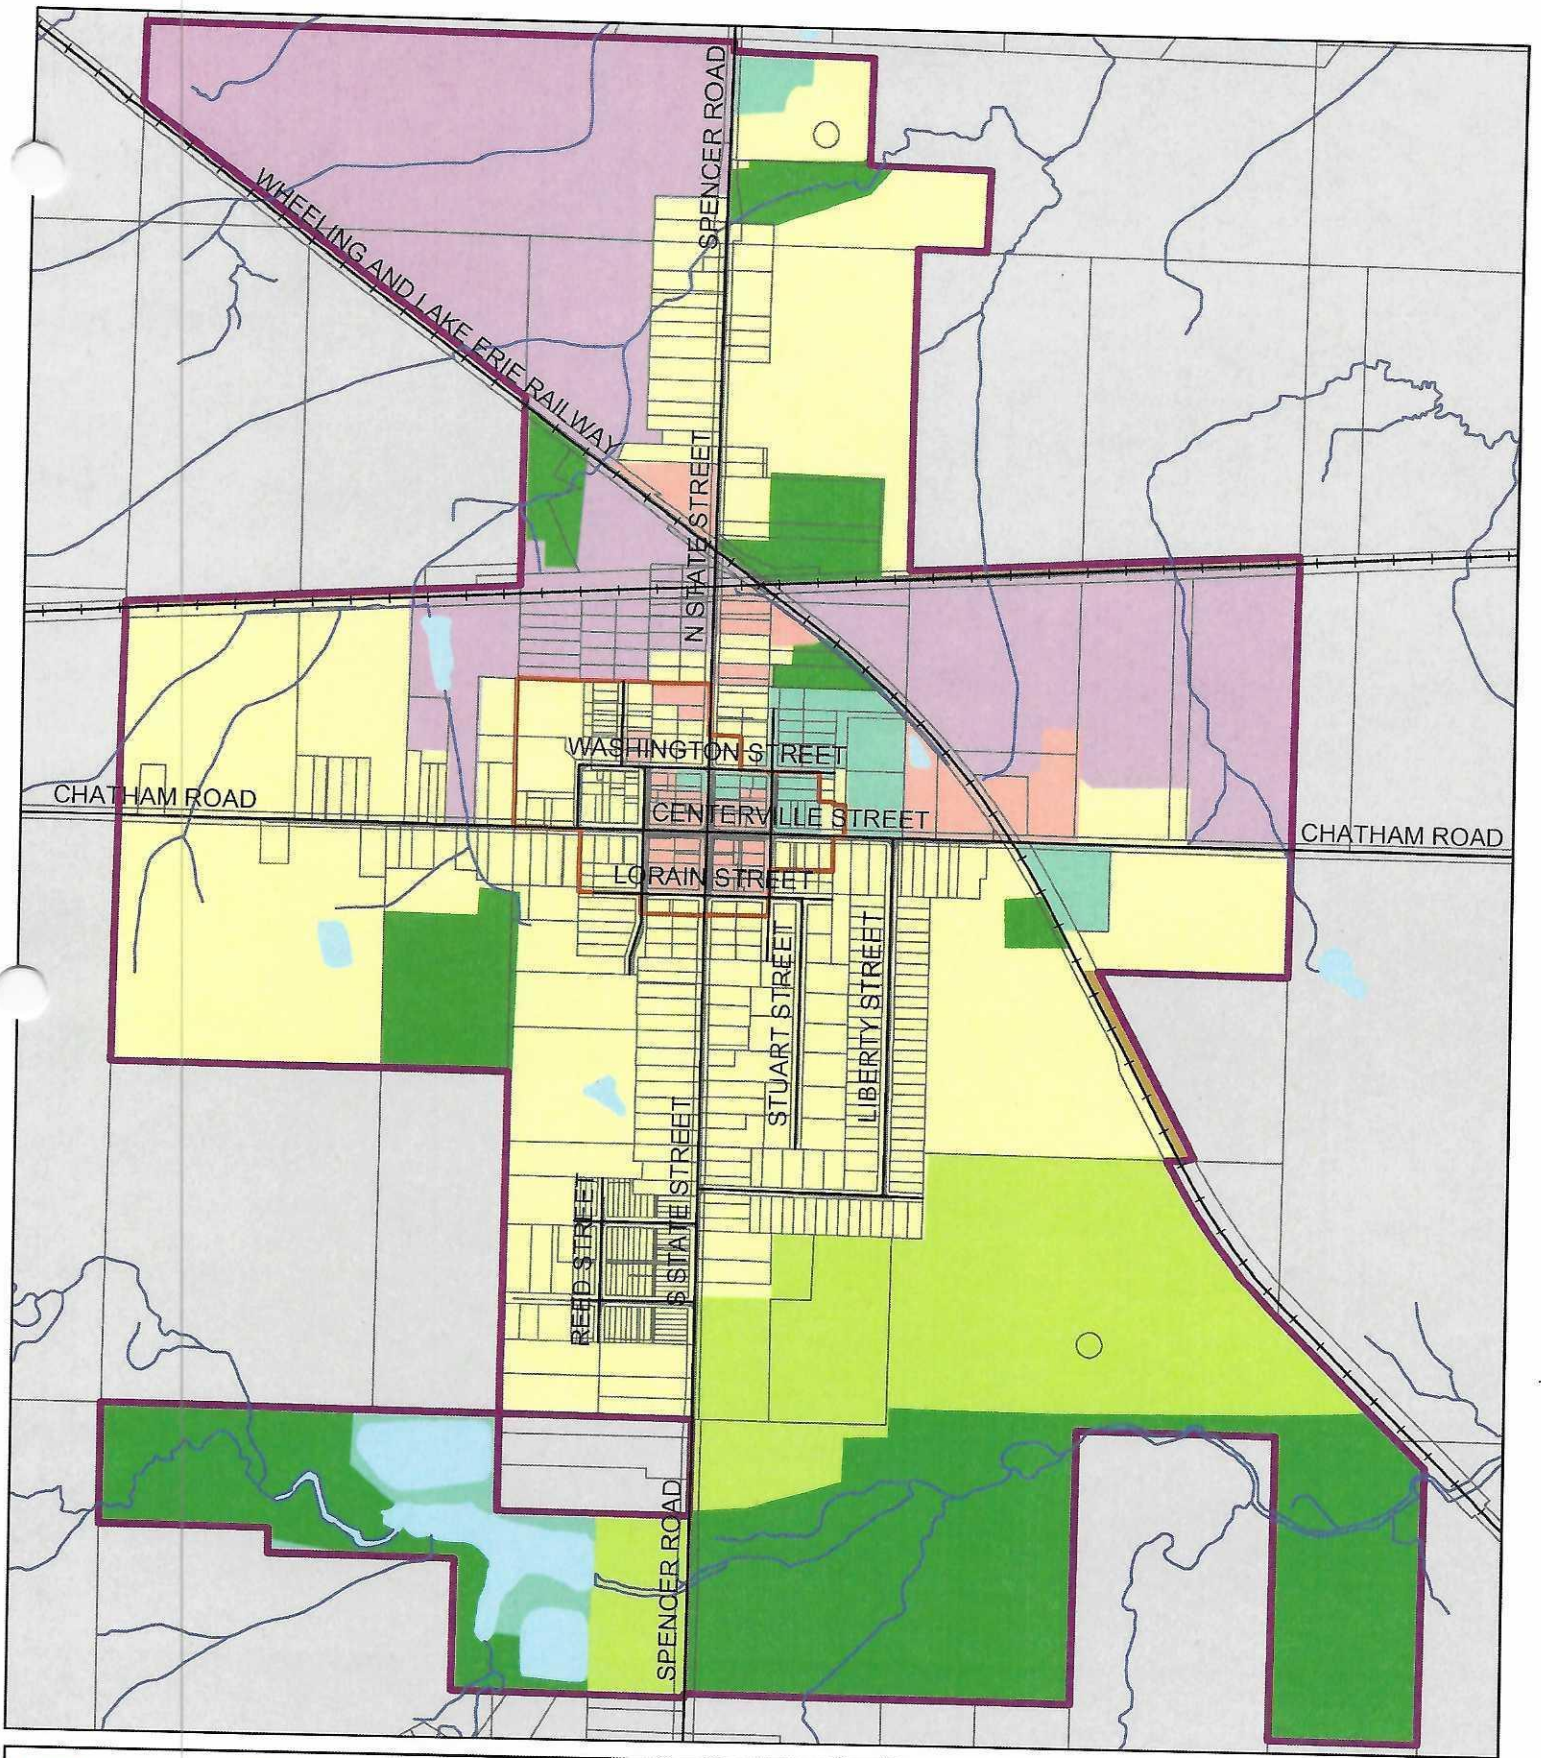 SPENCER ROAD
WHEELING AND LAKE ERIE RAILWAY
N STATE STREET
WASHINGTON STREET
CHATHAM ROAD
CENTERVILLE STREET
CHATHAM ROAD
LORAIN STREET
STUART STREET
LIBERTY STREET
S STATE STREET
REED STREET
SPENCER ROAD